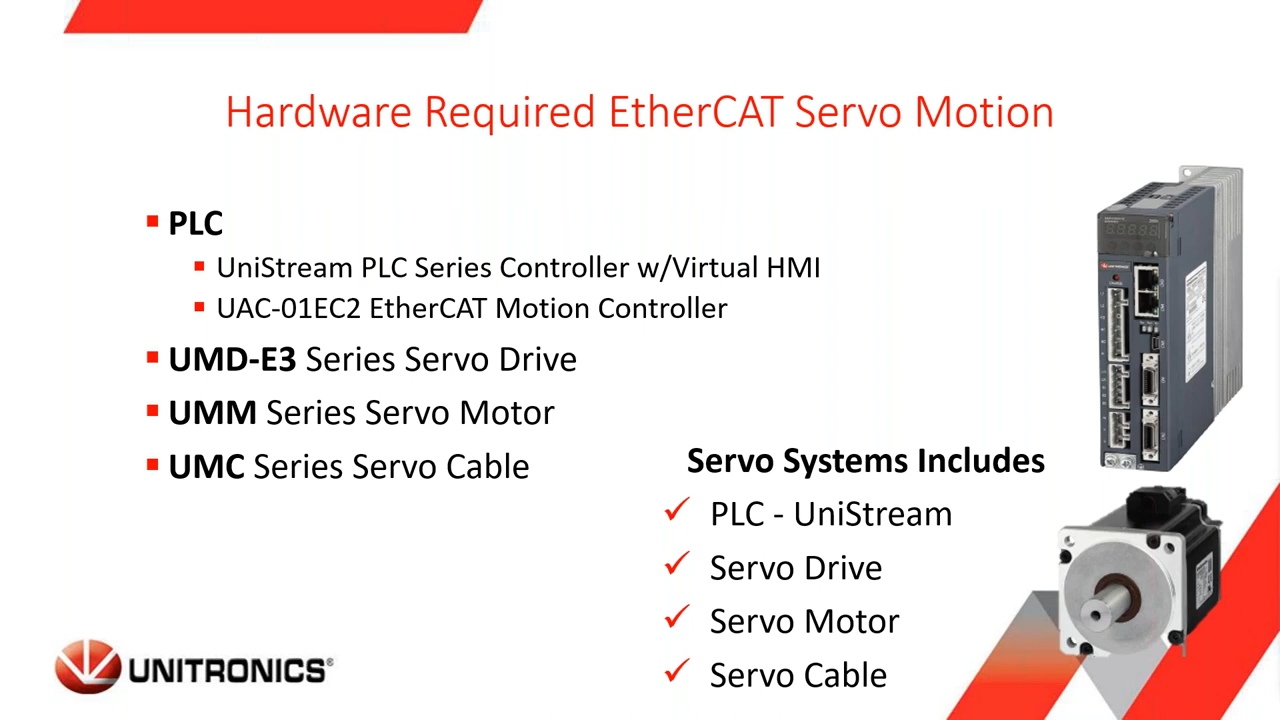 Hardware Required EtherCAT Servo Motion
PLC
UniStream PLC Series Controller w/Virtual HMI
UAC-01EC2 EtherCAT Motion Controller
UMD-E3 Series Servo Drive
UMM Series Servo Motor
UMC Series Servo Cable
Servo Systems Includes
PLC - UniStream
Servo Drive
Servo Motor
Servo Cable
UNITRONICS®
UNITRONICS